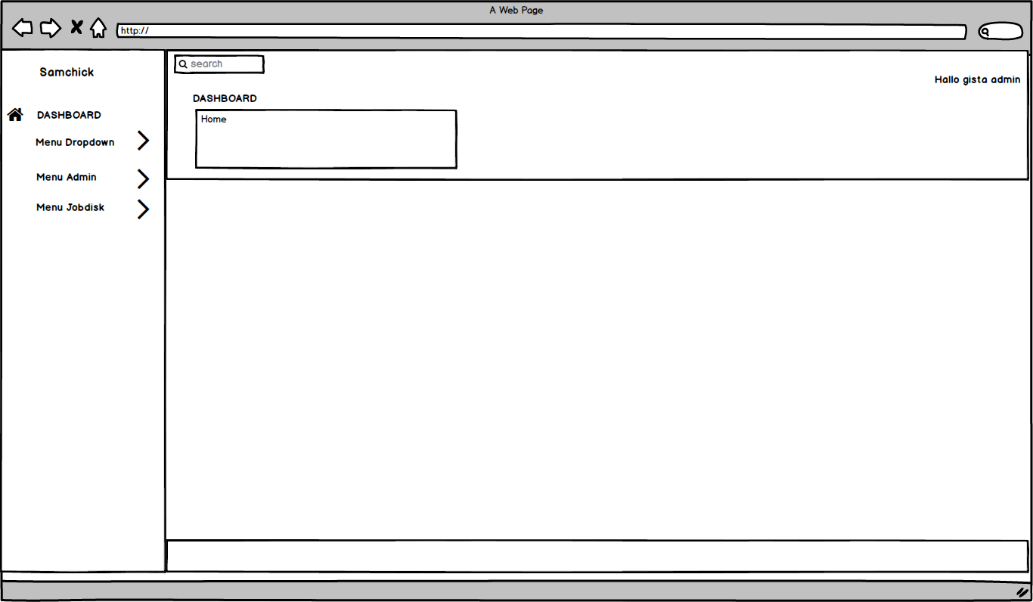 A Web Page
http://
Samchick
DASHBOARD
Menu Dropdown
Menu Admin
Menu Jobdisk
search
Hallo gista admin
DASHBOARD
Home